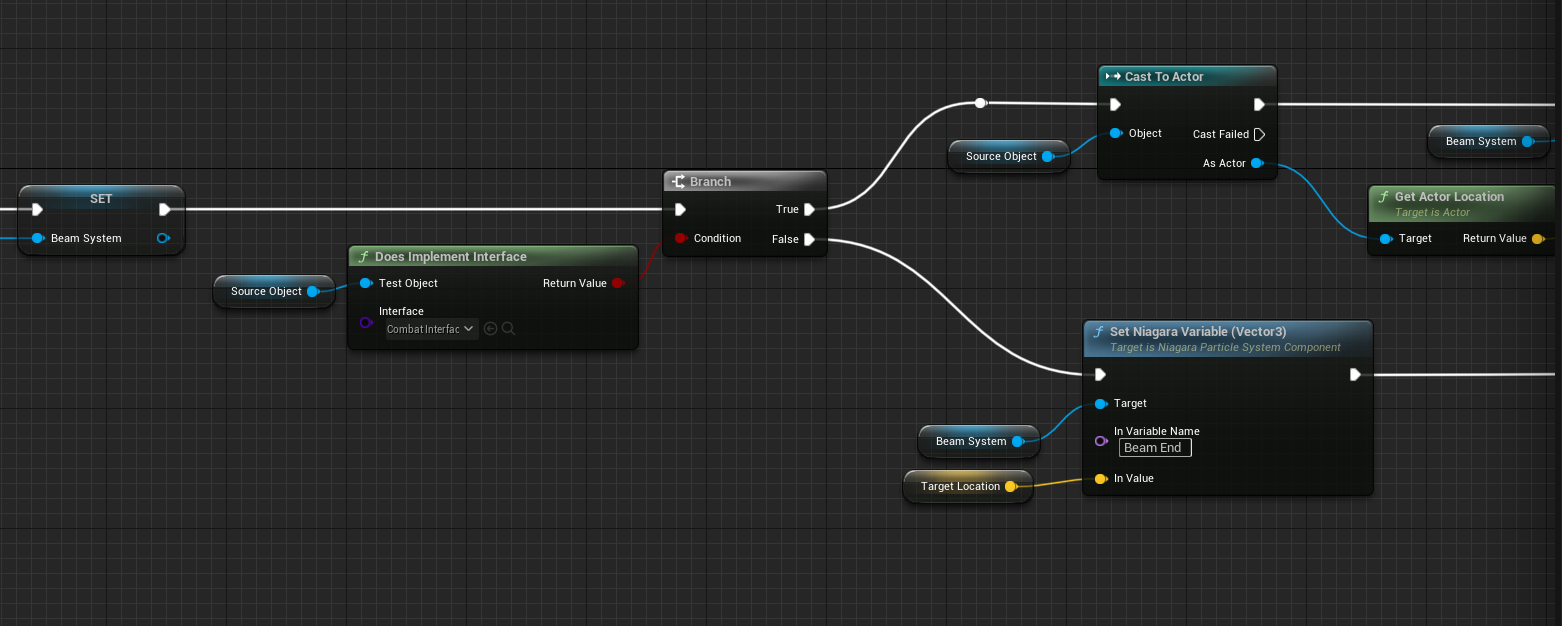 SET
Beam System
Source Object
Does Implement Interface
Test Object
Return Value
Interface
Combat Interfac
Branch
True
Condition
False
Source Object
Cast To Actor
Object
Cast Failed
As Actor
Beam System
Get Actor Location
Target is Actor
Target
Return Value
Set Niagara Variable (Vector3)
Target is Niagara Particle System Component
Target
In Variable Name
Beam End
In Value
Beam System
Target Location